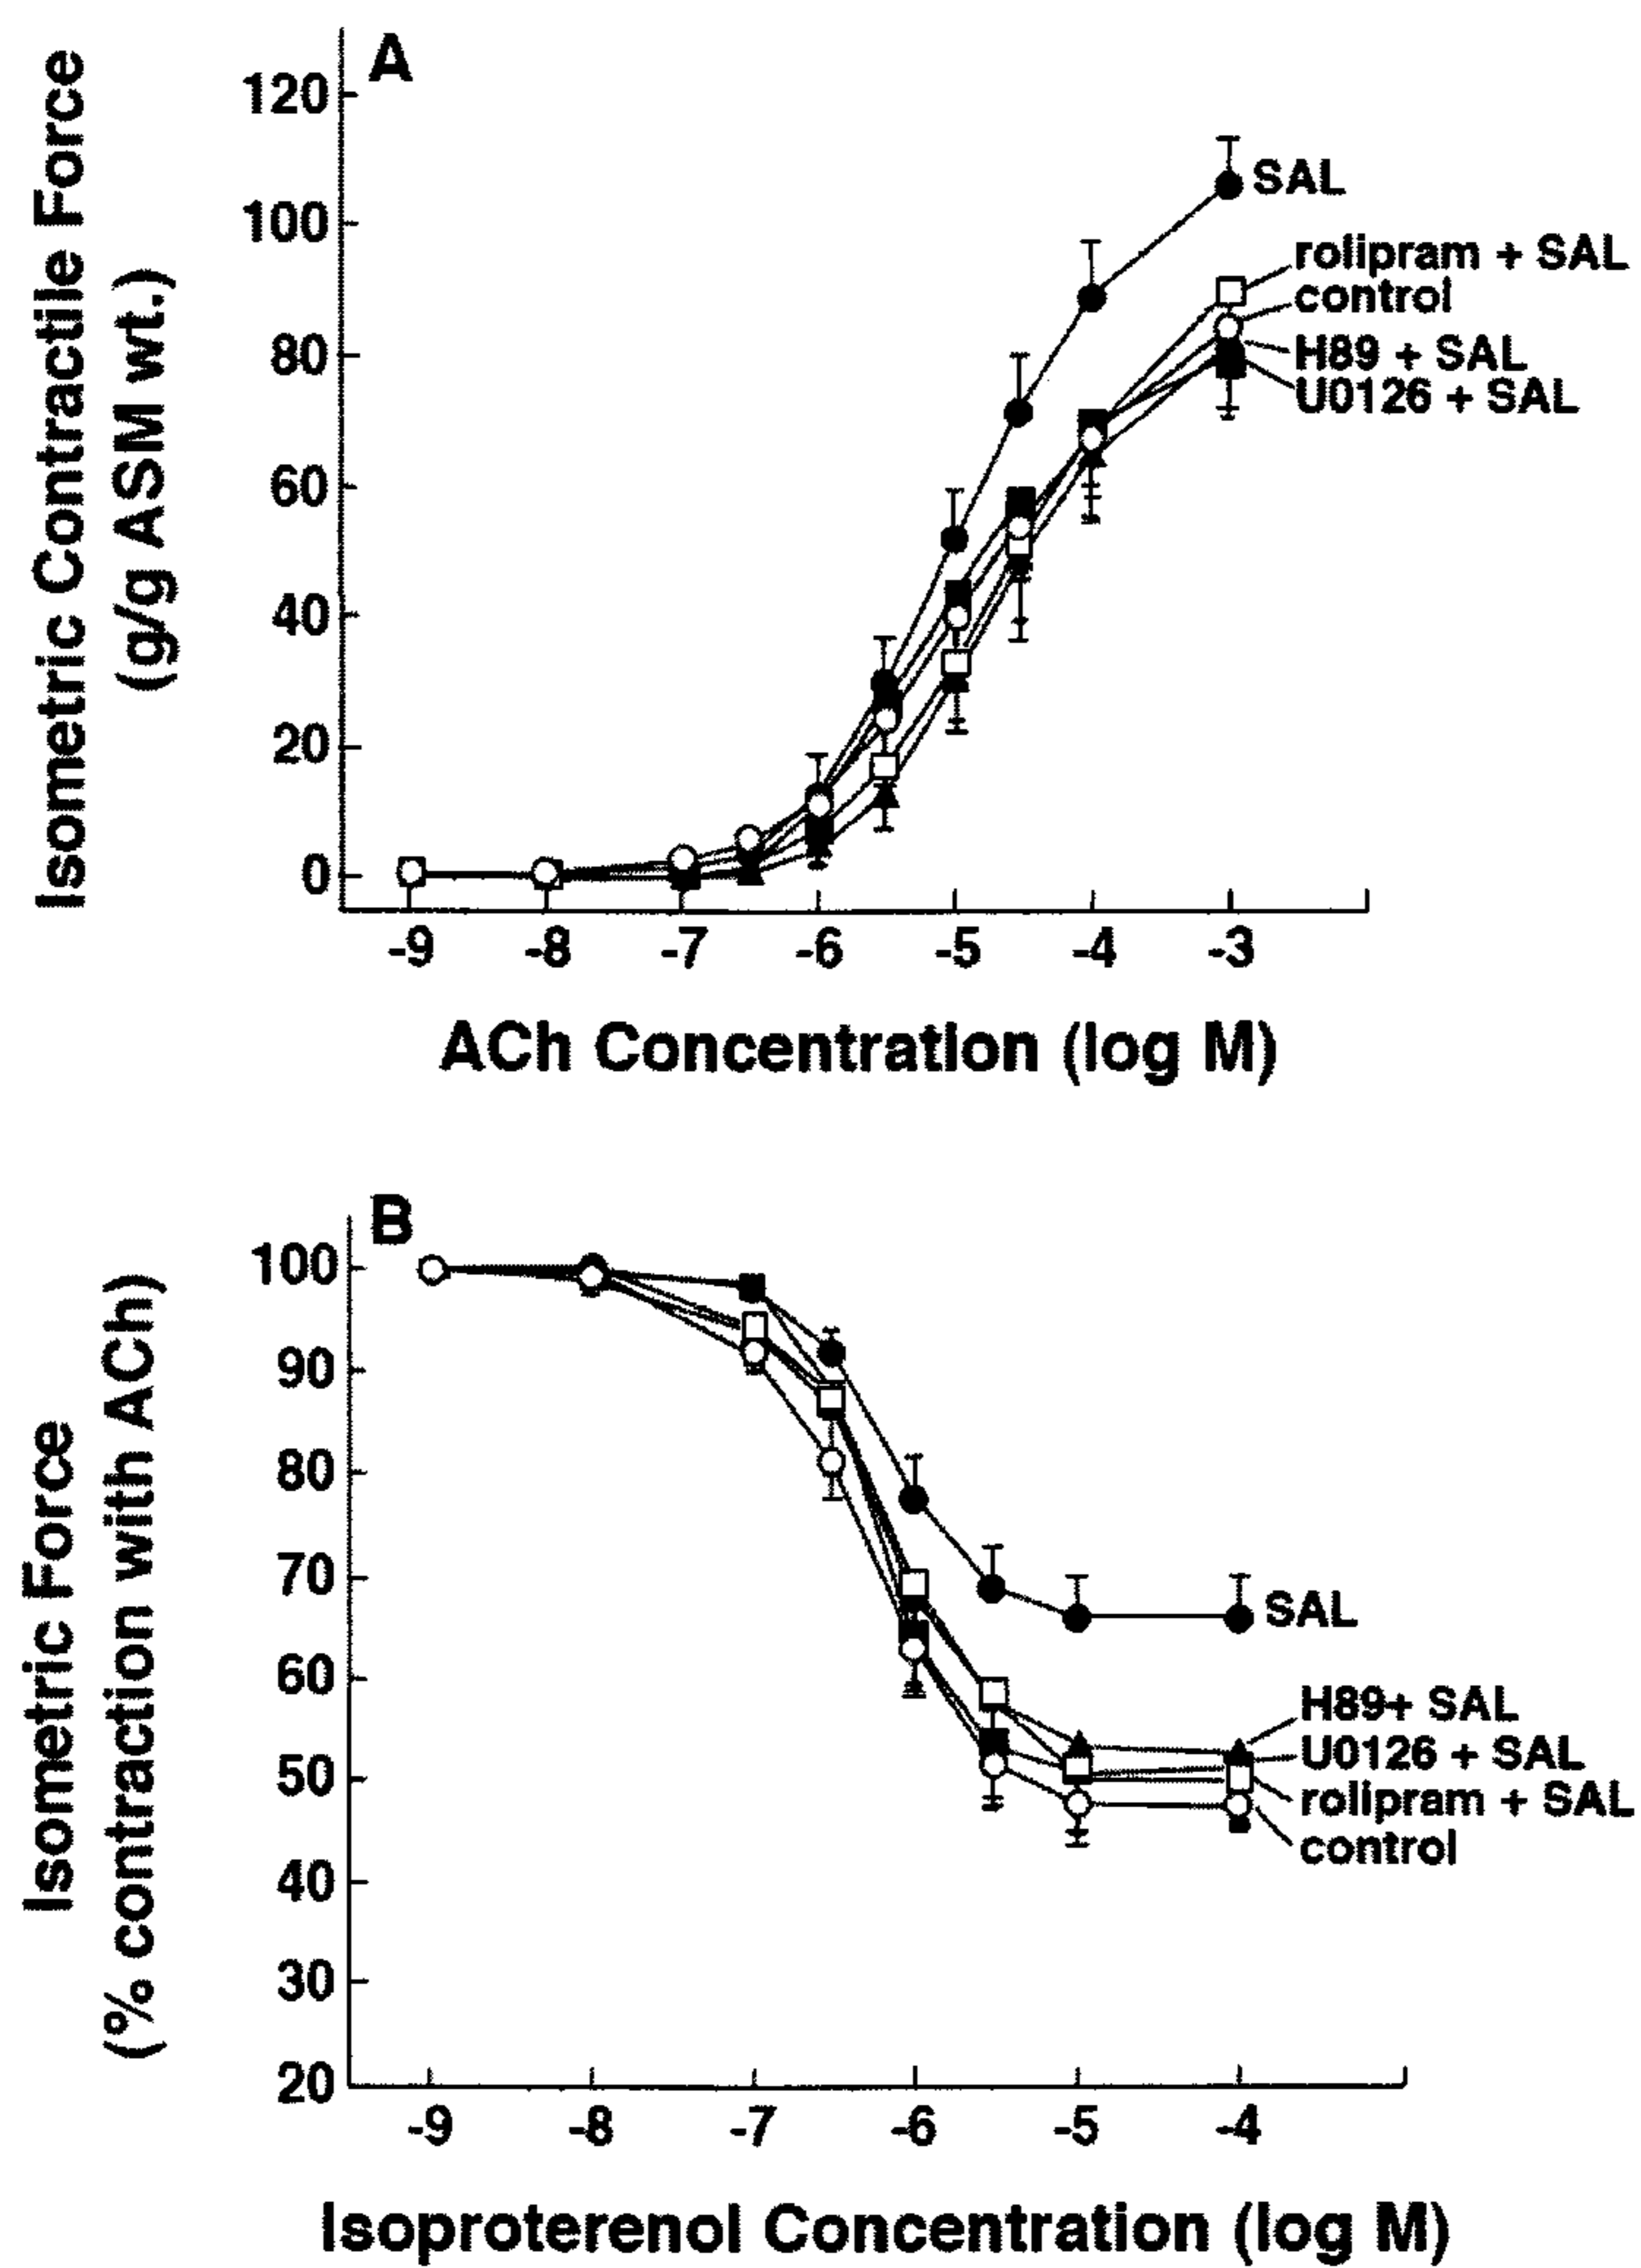 A
Isometric Contractile Force
(g/g ASM wt.)
120
100
80
60
40
20
0
SAL
rolipram + SAL
control
H89 + SAL
U0126 + SAL
-9 -8 -7 -6 -5 -4 -3
ACh Concentration (log M)
B
Isometric Force
(% contraction with ACh)
100
90
80
70
60
50
40
30
20
SAL
H89+ SAL
U0126 + SAL
rolipram + SAL
control
-9 -8 -7 -6 -5 -4
Isoproterenol Concentration (log M)